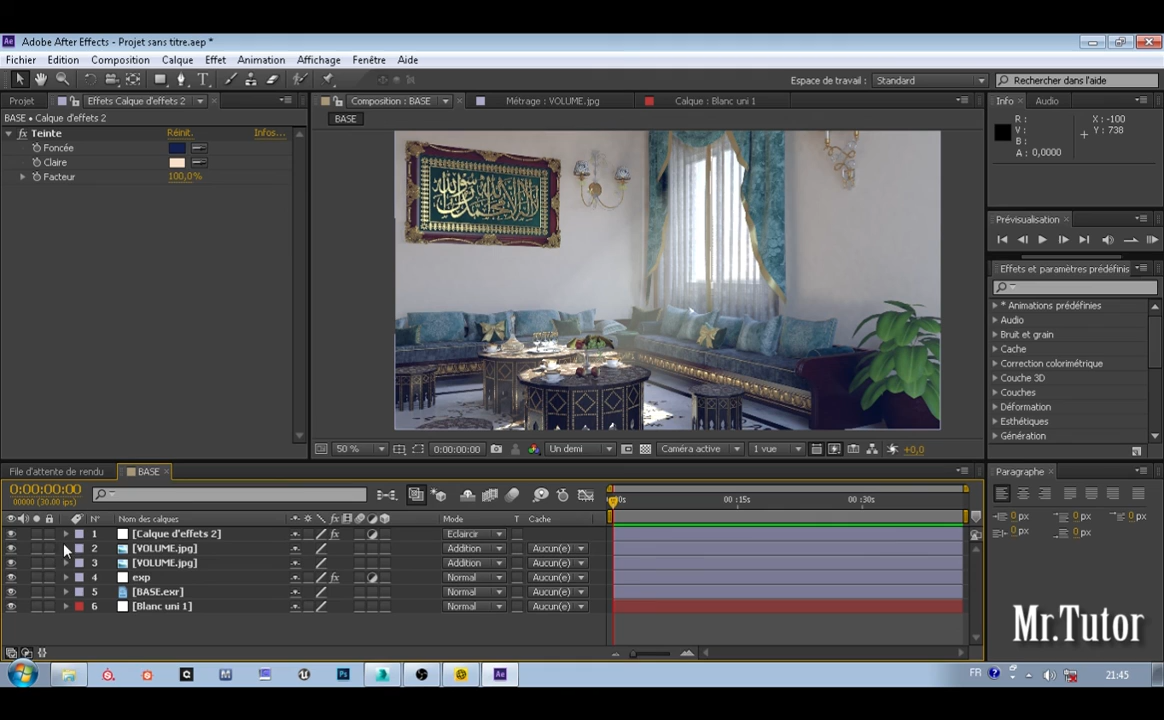 Adobe After Effects - Projet sans titre.aep *
Fichier Edition Composition Calque Effet Animation Affichage Fenêtre Aide
Espace de travail : Standard Rechercher dans l'aide
Projet Effets Calque d'effets 2 Composition : BASE Métrage : VOLUME.jpg Calque : Blanc uni 1 Info Audio
BASE • Calque d'effets 2
BASE
Teinte Réinit. Infos...
Foncée
Claire
Facteur 100,0%
R :
V :
B :
A : 0,0000
X : -100
Y : 738
Prévisualisation
Effets et paramètres prédéfinis
* Animations prédéfinies
Audio
Bruit et grain
Cache
Correction colorimétrique
Couche 3D
Couches
Déformation
Esthétiques
Génération
لا إله إلا الله محمد رسول الله
50 % 0:00:00:00 Un demi Caméra active 1 vue +0,0
File d'attente de rendu BASE Paragraphe
0:00:00:00
00000 (30.00 ips)
00s 00 :15s 00 :30s
N° Nom des calques Mode T Cache
1 [Calque d'effets 2] Eclaircir
2 [VOLUME.jpg] Addition Aucun(e)
3 [VOLUME.jpg] Addition Aucun(e)
4 exp Normal Aucun(e)
5 [BASE.exr] Normal Aucun(e)
6 [Blanc uni 1] Normal Aucun(e)
0 px 0 px 0 px
0 px 0 px
Mr.Tutor
FR 21:45